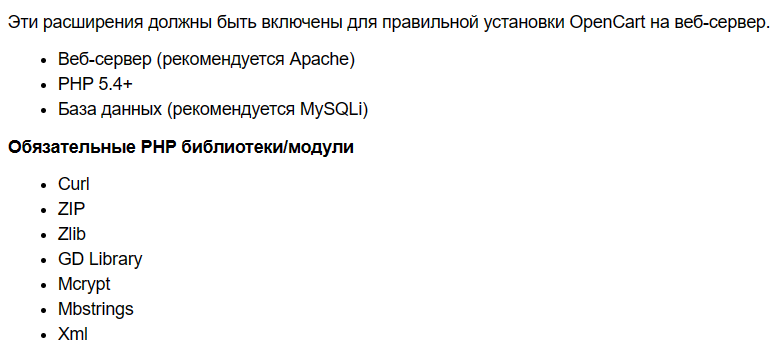 Эти расширения должны быть включены для правильной установки OpenCart на веб-сервер.
• Веб-сервер (рекомендуется Apache)
• PHP 5.4+
• База данных (рекомендуется MySQLi)
Обязательные PHP библиотеки/модули
• Curl
• ZIP
• Zlib
• GD Library
• Mcrypt
• Mbstrings
• Xml